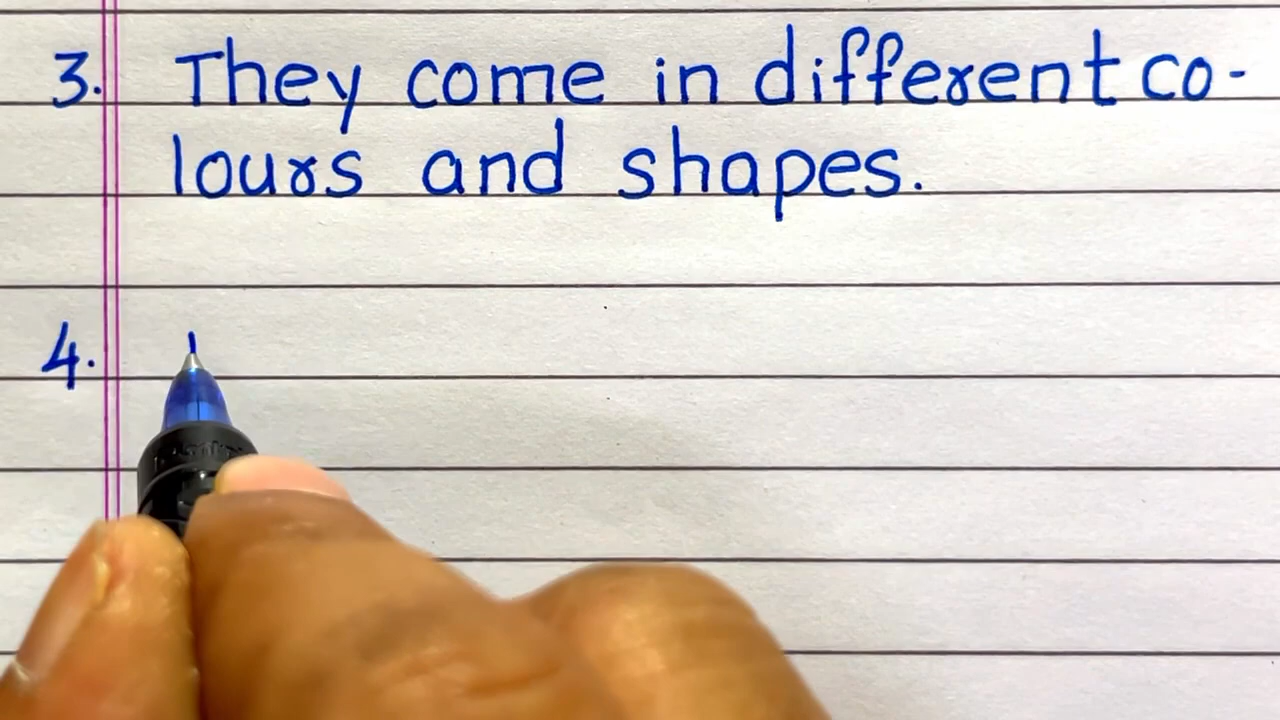 3. They come in different co-
lours and shapes.
4.